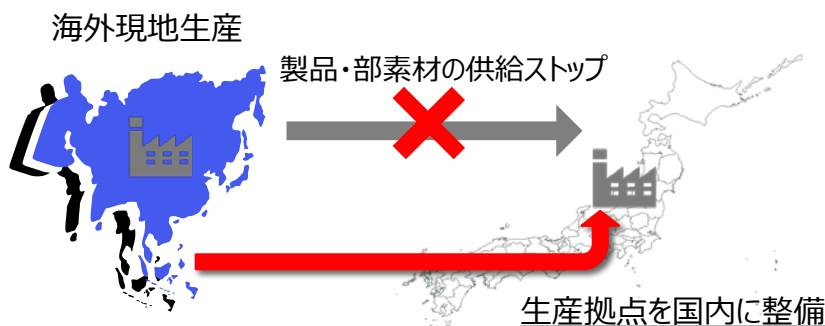 海外現地生産
製品・部素材の供給ストップ
生産拠点を国内に整備